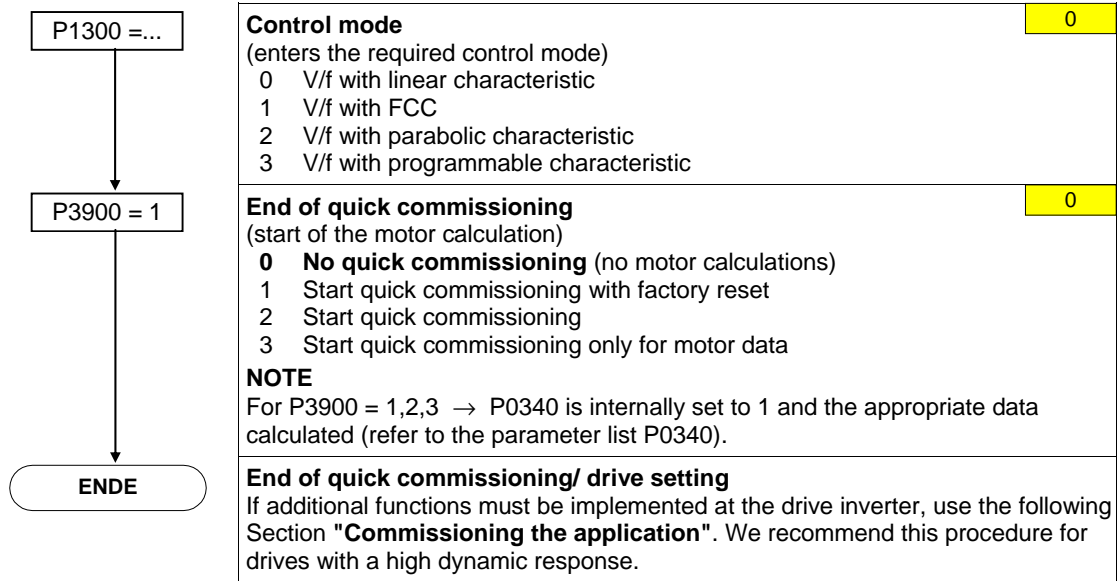 P1300 =...
Control mode
0
(enters the required control mode)
0 V/f with linear characteristic
1 V/f with FCC
2 V/f with parabolic characteristic
3 V/f with programmable characteristic
P3900 = 1
End of quick commissioning
0
(start of the motor calculation)
0 No quick commissioning (no motor calculations)
1 Start quick commissioning with factory reset
2 Start quick commissioning
3 Start quick commissioning only for motor data
NOTE
For P3900 = 1,2,3 → P0340 is internally set to 1 and the appropriate data
calculated (refer to the parameter list P0340).
ENDE
End of quick commissioning/ drive setting
If additional functions must be implemented at the drive inverter, use the following
Section "Commissioning the application". We recommend this procedure for
drives with a high dynamic response.